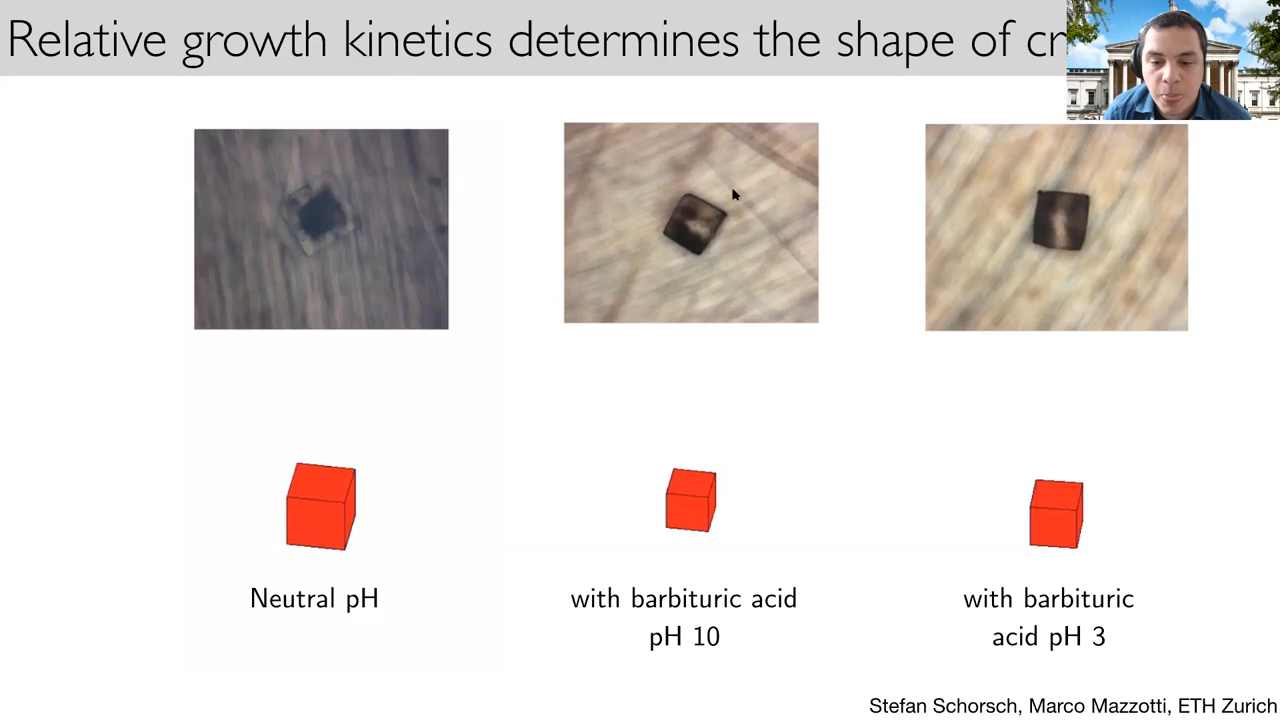 Relative growth kinetics determines the shape of cr
Neutral pH
with barbituric acid
pH 10
with barbituric
acid pH 3
Stefan Schorsch, Marco Mazzotti, ETH Zurich